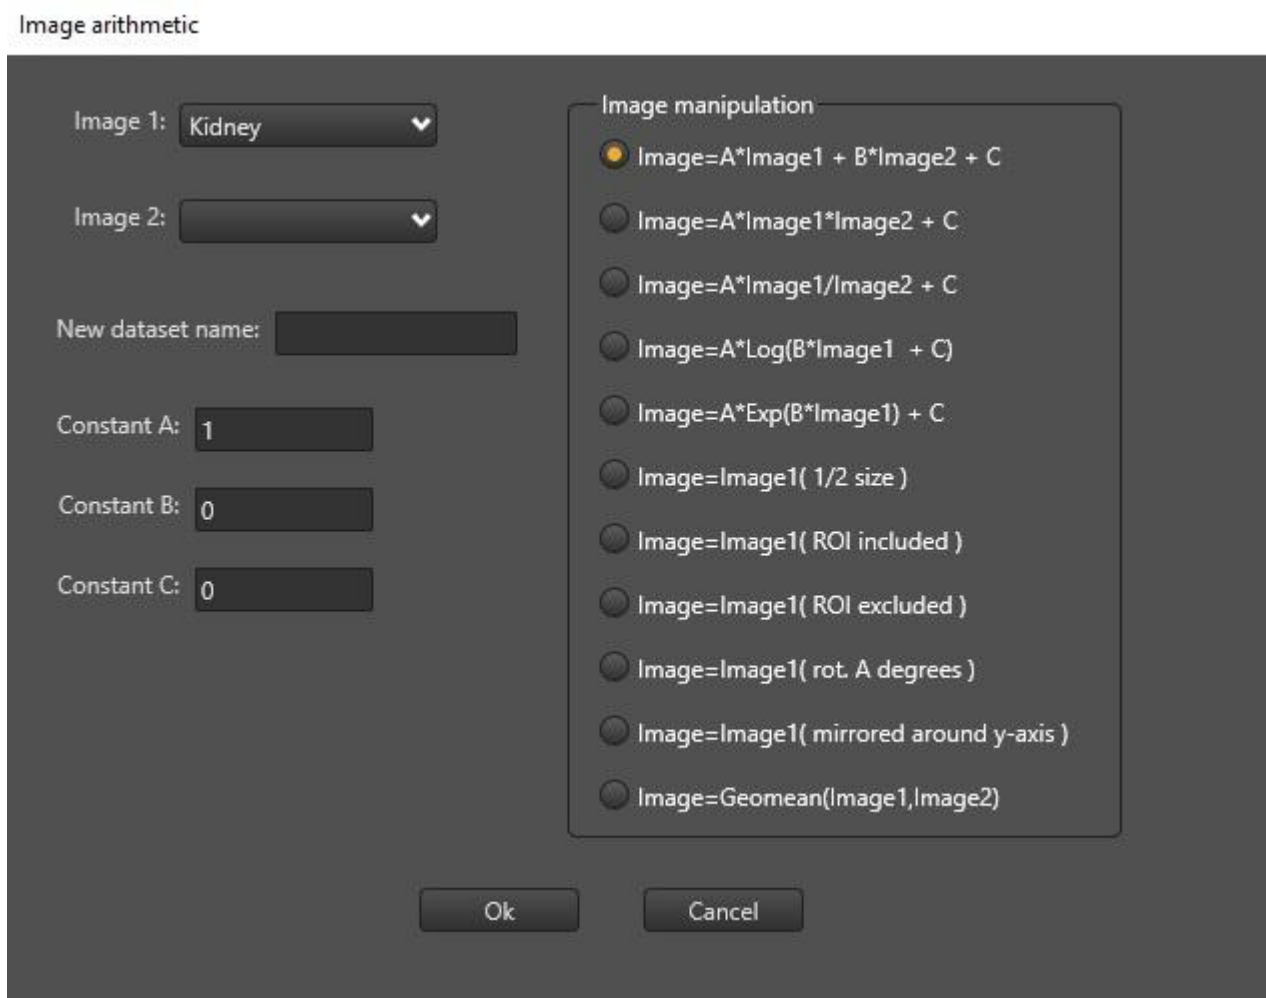 Image arithmetic
Image 1: Kidney
Image 2:
New dataset name:
Constant A: 1
Constant B: 0
Constant C: 0
Image manipulation
Image=A*Image1 + B*Image2 + C
Image=A*Image1*Image2 + C
Image=A*Image1/Image2 + C
Image=A*Log(B*Image1  + C)
Image=A*Exp(B*Image1) + C
Image=Image1( 1/2 size )
Image=Image1( ROI included )
Image=Image1( ROI excluded )
Image=Image1( rot. A degrees )
Image=Image1( mirrored around y-axis )
Image=Geomean(Image1,Image2)
Ok
Cancel